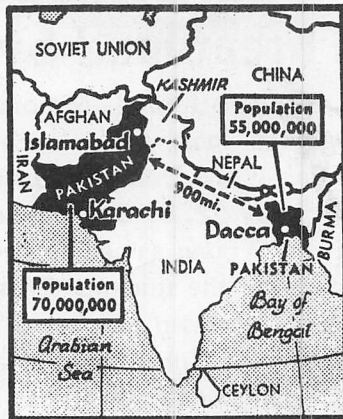 SOVIET UNION
CHINA
KASHMIR
AFGHAN
Population
55,000,000
Islamabad
IRAN
PAKISTAN
NEPAL
900mi.
Karachi
Dacca
BURMA
INDIA
PAKISTAN
Population
70,000,000
Bay of
Bengal
Arabian
Sea
CEYLON